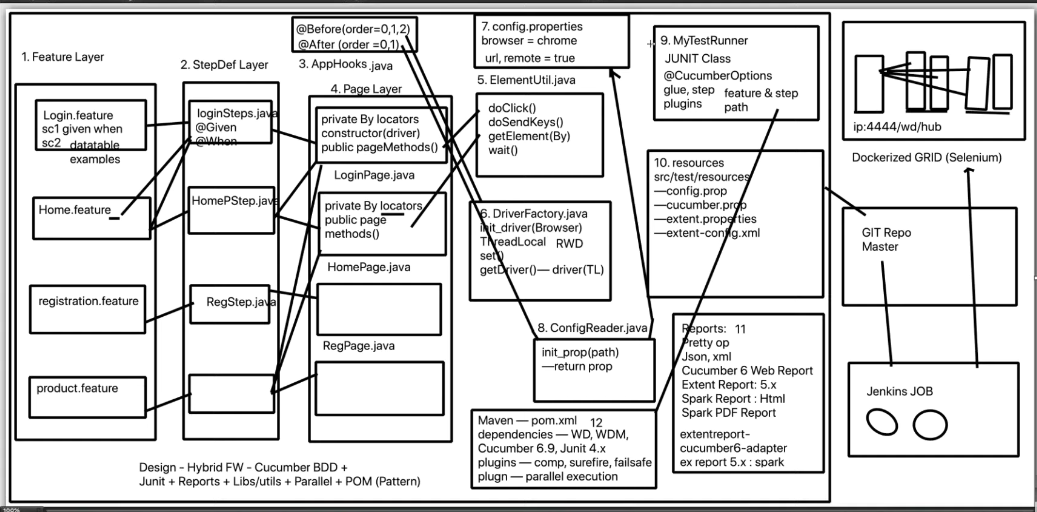 1. Feature Layer
Login.feature
sc1 given when
sc2 datatable
examples
Home.feature
registration.feature
product.feature
2. StepDef Layer
loginSteps.java
@Given
@When
HomePStep.java
RegStep.java
@Before(order=0,1,2)
@After (order =0,1)
3. AppHooks.java
4. Page Layer
private By locators
constructor(driver)
public pageMethods()
LoginPage.java
private By locators
public page
methods()
HomePage.java
RegPage.java
7. config.properties
browser = chrome
url, remote = true
5. ElementUtil.java
doClick()
doSendKeys()
getElement(By)
wait()
6. DriverFactory.java
init_driver(Browser)
ThreadLocal RWD
set()
getDriver()— driver(TL)
8. ConfigReader.java
init_prop(path)
—return prop
Maven — pom.xml 12
dependencies — WD, WDM,
Cucumber 6.9, Junit 4.x
plugins — comp, surefire, failsafe
plugn — parallel execution
9. MyTestRunner
JUNIT Class
@CucumberOptions
glue, step feature & step
plugins path
10. resources
src/test/resources
—config.prop
—cucumber.prop
—extent.properties
—extent-config.xml
Reports: 11
Pretty op
Json, xml
Cucumber 6 Web Report
Extent Report: 5.x
Spark Report : Html
Spark PDF Report
extentreport-
cucumber6-adapter
ex report 5.x : spark
ip:4444/wd/hub
Dockerized GRID (Selenium)
GIT Repo
Master
Jenkins JOB
Design - Hybrid FW - Cucumber BDD +
Junit + Reports + Libs/utils + Parallel + POM (Pattern)
100%